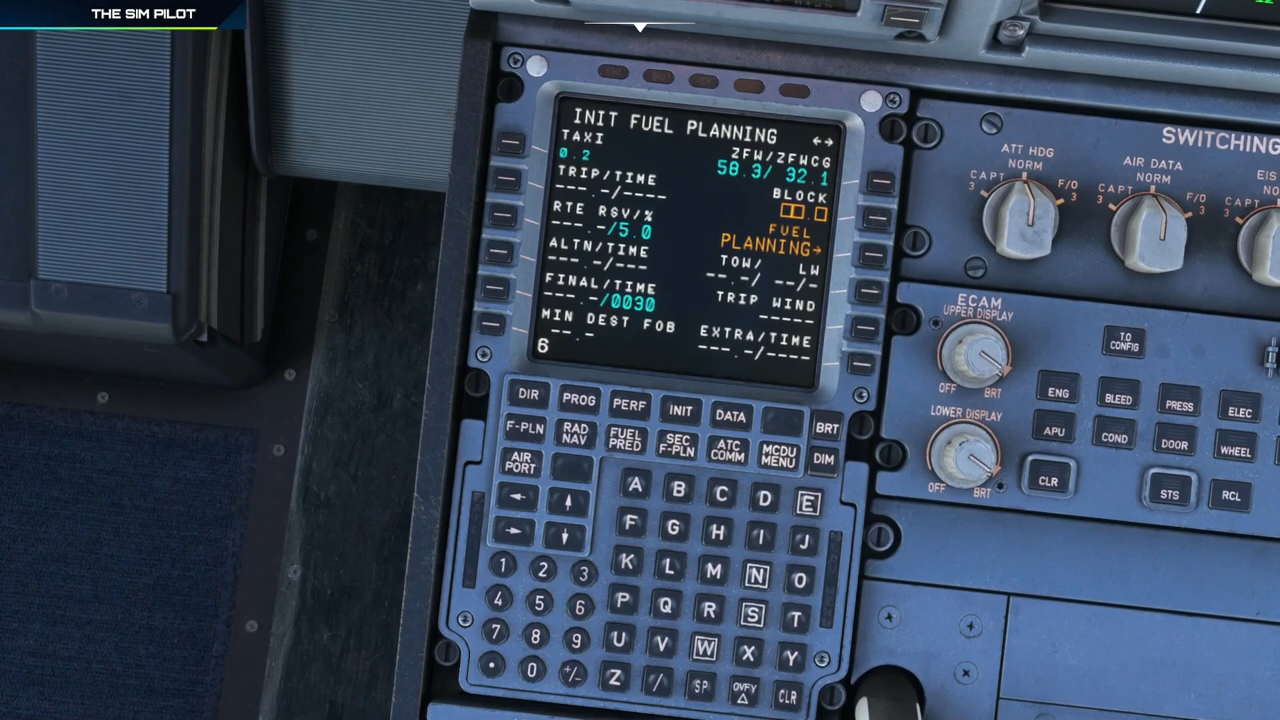 THE SIM PILOT
INIT FUEL PLANNING ←→
TAXI ZFW/ZFWCG
0.2 58.3/ 32.1
TRIP/TIME BLOCK
---.-/---- ▯▯.▯
RTE RSV/% FUEL
---.-/5.0 PLANNING→
ALTN/TIME TOW/ LW
---.-/---- --.-/ --.-
FINAL/TIME TRIP WIND
---.-/0030 -----
MIN DEST FOB EXTRA/TIME
--.- ---.-/----
6
DIR PROG PERF INIT DATA BRT
F-PLN RAD NAV FUEL PRED SEC F-PLN ATC COMM MCDU MENU DIM
AIR PORT
← ↑
→ ↓
A B C D E
F G H I J
K L M N O
P Q R S T
U V W X Y
Z / SP OVFY △ CLR
1 2 3
4 5 6
7 8 9
. 0 +/-
SWITCHING
ATT HDG
NORM
CAPT 3 F/O 3
AIR DATA
NORM
CAPT 3 F/O 3
EIS
CAPT 3
ECAM
UPPER DISPLAY
OFF BRT
LOWER DISPLAY
OFF BRT
T.O CONFIG
ENG BLEED PRESS ELEC
APU COND DOOR WHEEL
CLR STS RCL